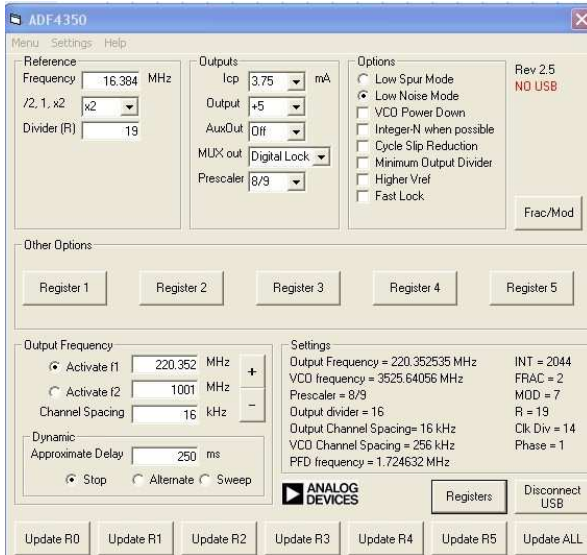 ADF4350
Menu Settings Help
Reference
Frequency 16.384 MHz
/2, 1, x2 x2
Divider (R) 19
Outputs
Icp 3.75 mA
Output +5
AuxOut Off
MUX out Digital Lock
Prescaler 8/9
Options
Low Spur Mode
Low Noise Mode
VCO Power Down
Integer-N when possible
Cycle Slip Reduction
Minimum Output Divider
Higher Vref
Fast Lock
Rev 2.5
NO USB
Frac/Mod
Other Options
Register 1
Register 2
Register 3
Register 4
Register 5
Output Frequency
Activate f1 220.352 MHz +
Activate f2 1001 MHz -
Channel Spacing 16 kHz
Dynamic
Approximate Delay 250 ms
Stop Alternate Sweep
Settings
Output Frequency = 220.352535 MHz
VCO frequency = 3525.64056 MHz
Prescaler = 8/9
Output divider = 16
Output Channel Spacing= 16 kHz
VCO Channel Spacing = 256 kHz
PFD frequency = 1.724632 MHz
INT = 2044
FRAC = 2
MOD = 7
R = 19
Clk Div = 14
Phase = 1
ANALOG
DEVICES
Registers
Disconnect
USB
Update R0
Update R1
Update R2
Update R3
Update R4
Update R5
Update ALL